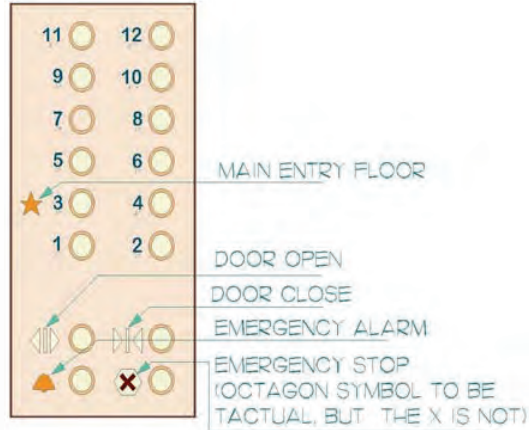 11 12
9 10
7 8
5 6
MAIN ENTRY FLOOR
3 4
1 2
DOOR OPEN
DOOR CLOSE
EMERGENCY ALARM
EMERGENCY STOP
(OCTAGON SYMBOL TO BE
TACTUAL, BUT THE X IS NOT)